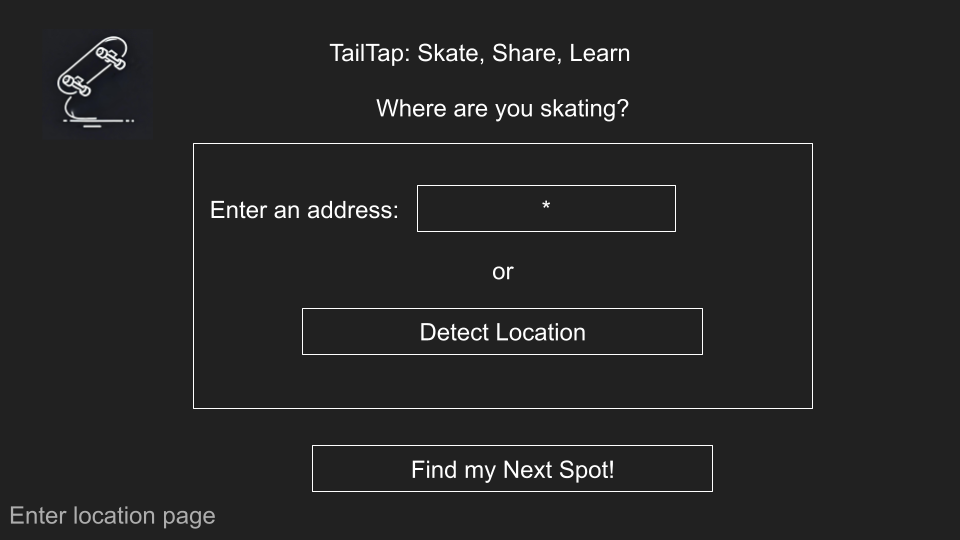 TailTap: Skate, Share, Learn
Where are you skating?
Enter an address: *
or
Detect Location
Find my Next Spot!
Enter location page